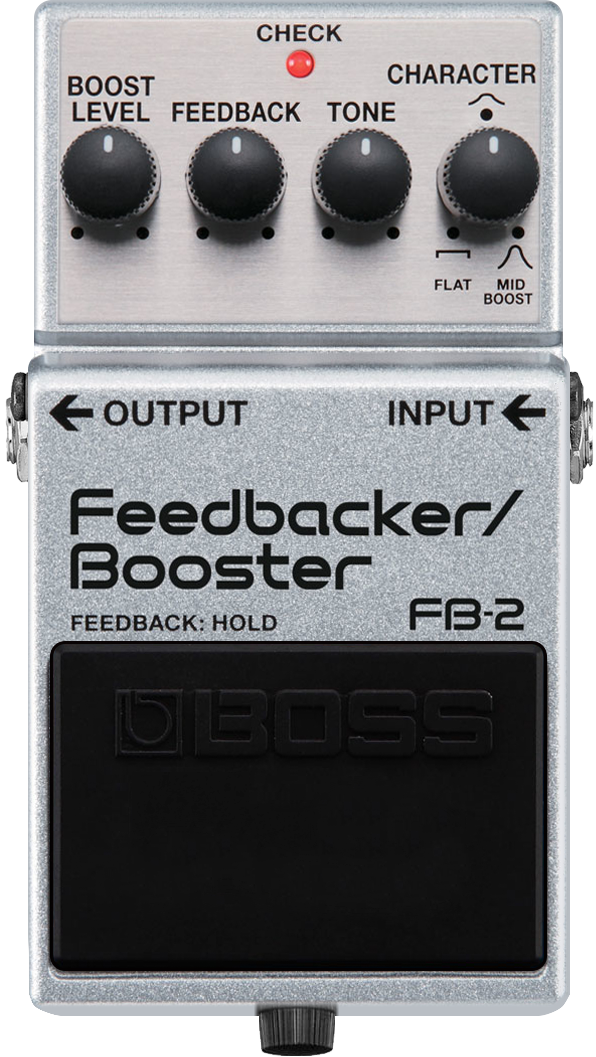 CHECK
BOOST
LEVEL
FEEDBACK
TONE
CHARACTER
FLAT
MID
BOOST
OUTPUT
INPUT
Feedbacker/
Booster
FEEDBACK: HOLD
FB-2
BOSS